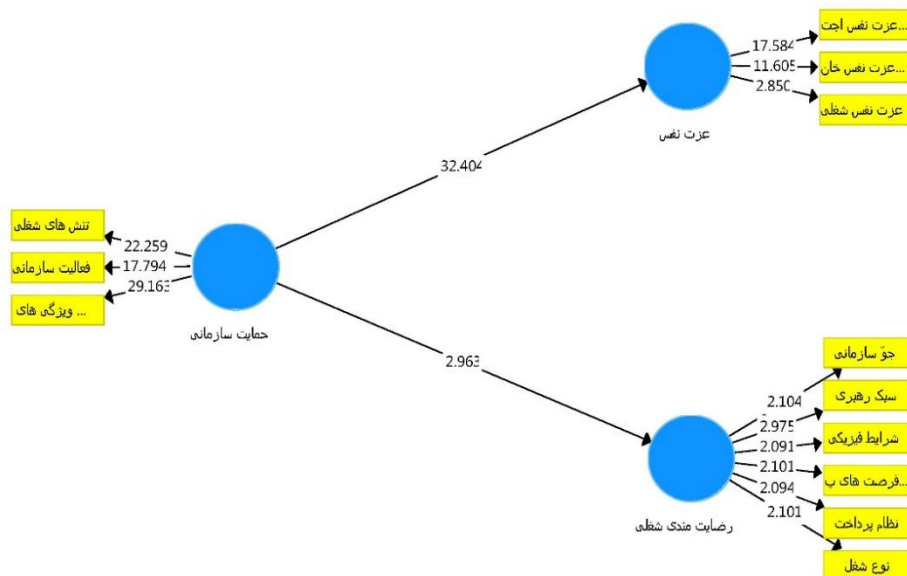 عزت نفس اجت...
17.584
عزت نفس خان...
11.605
عزت نفس شغلی
2.850
عزت نفس
32.404
تنش های شغلی
22.259
فعالیت سازمانی
17.794
ویژگی های ...
29.163
حمایت سازمانی
2.963
جوّ سازمانی
2.104
سبک رهبری
2.975
شرایط فیزیکی
2.091
فرصت های پ...
2.101
نظام پرداخت
2.094
نوع شغل
2.101
رضایت مندی شغلی